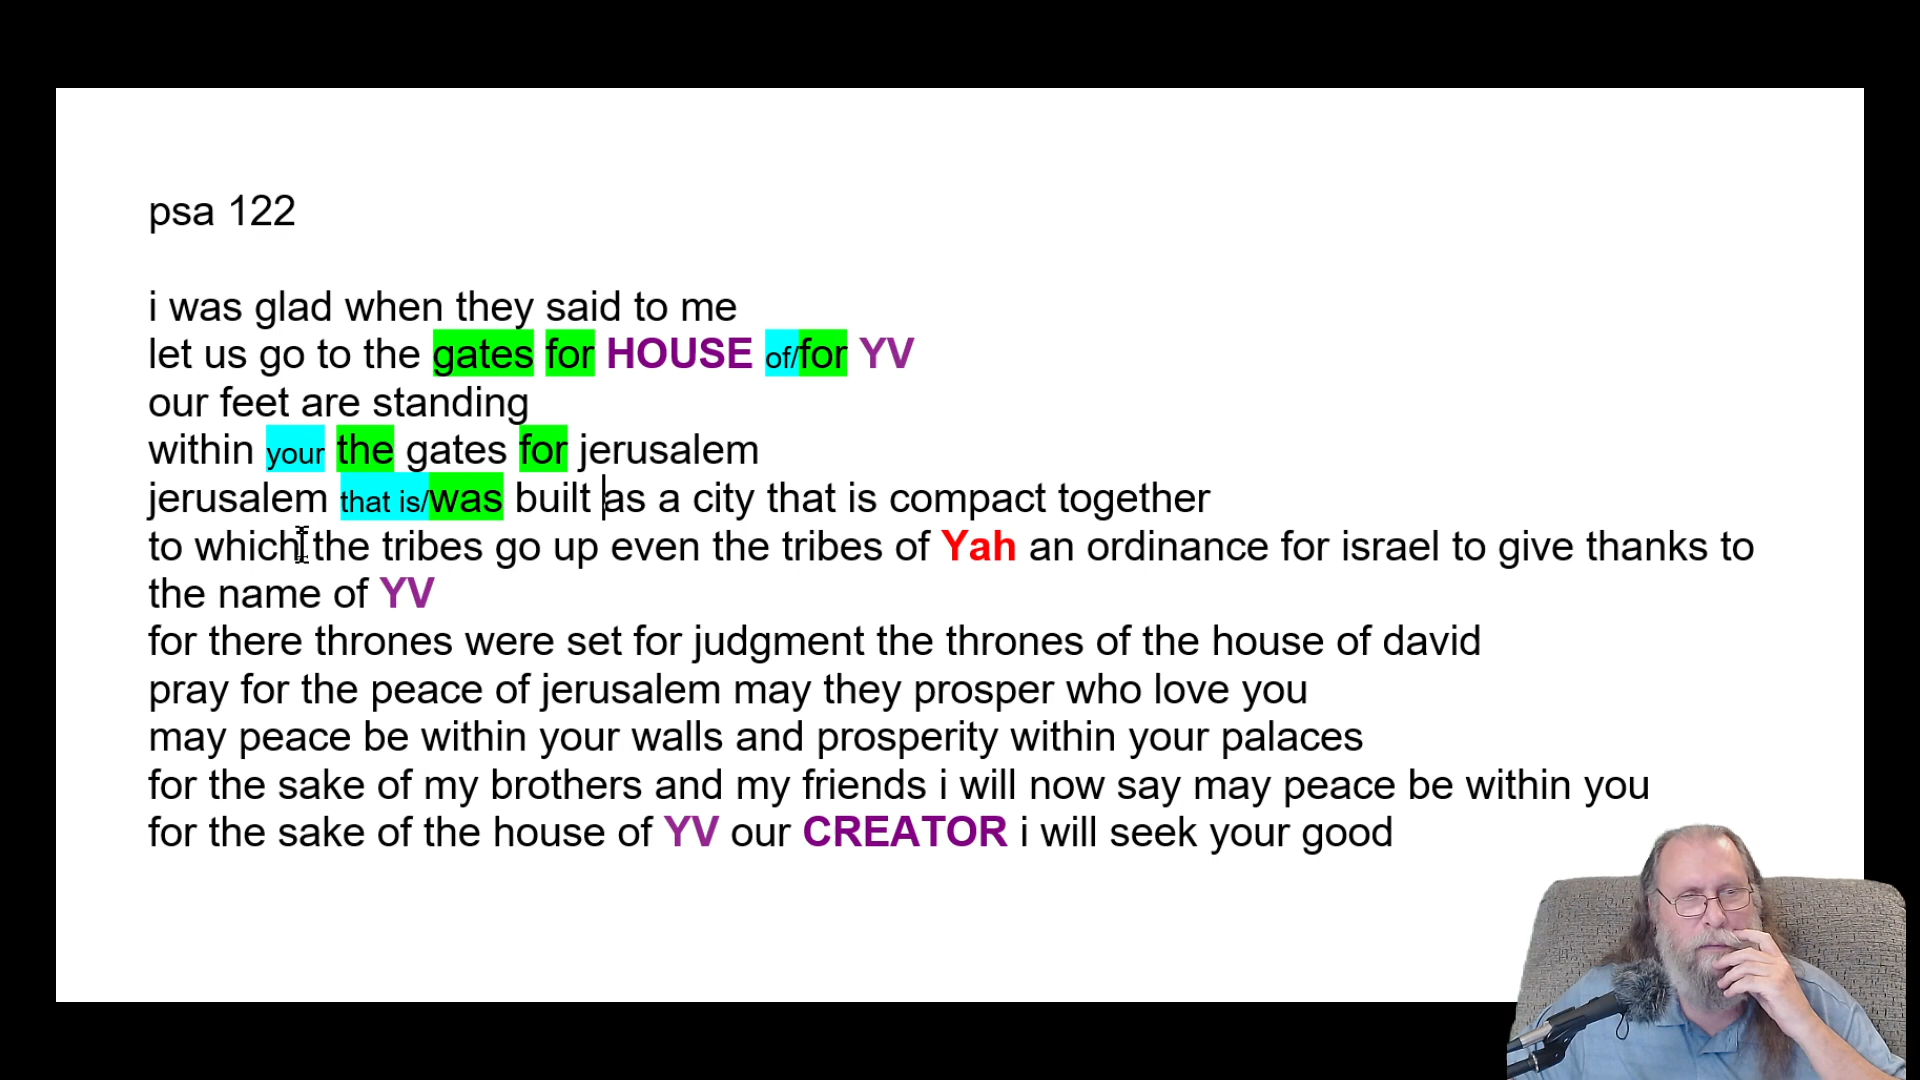 psa 122
i was glad when they said to me
let us go to the gates for HOUSE of/for YV
our feet are standing
within your the gates for jerusalem
jerusalem that is/was built as a city that is compact together
to which the tribes go up even the tribes of Yah an ordinance for israel to give thanks to
the name of YV
for there thrones were set for judgment the thrones of the house of david
pray for the peace of jerusalem may they prosper who love you
may peace be within your walls and prosperity within your palaces
for the sake of my brothers and my friends i will now say may peace be within you
for the sake of the house of YV our CREATOR i will seek your good